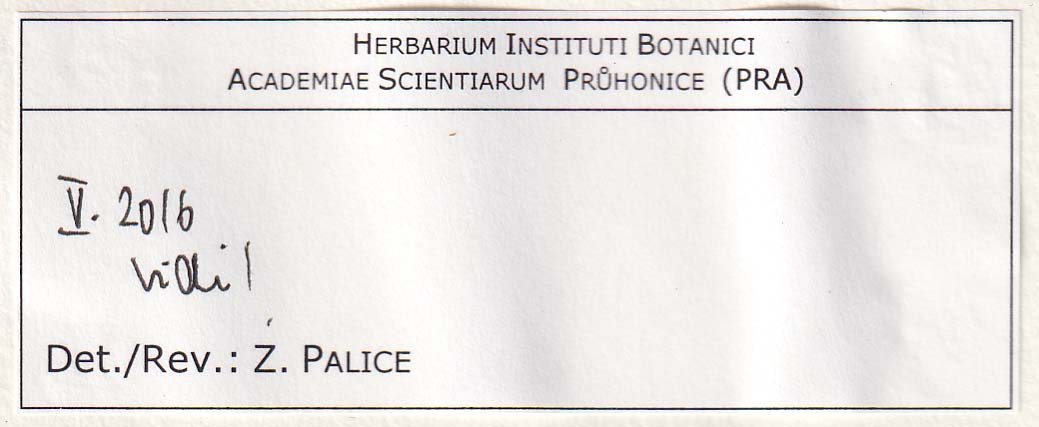 HERBARIUM INSTITUTI BOTANICI
ACADEMIAE SCIENTIARUM PRŮHONICE (PRA)
V. 2016
vidi!
Det./Rev.: Z. PALICE